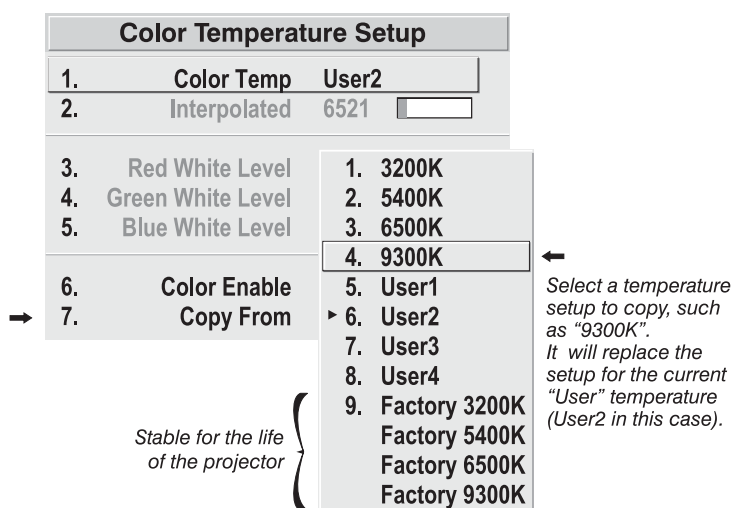 Color Temperature Setup
1. Color Temp User2
2. Interpolated 6521
3. Red White Level
4. Green White Level
5. Blue White Level
6. Color Enable
7. Copy From
1. 3200K
2. 5400K
3. 6500K
4. 9300K
5. User1
6. User2
7. User3
8. User4
9. Factory 3200K
Factory 5400K
Factory 6500K
Factory 9300K
Select a temperature
setup to copy, such
as “9300K”.
It will replace the
setup for the current
“User” temperature
(User2 in this case).
Stable for the life
of the projector